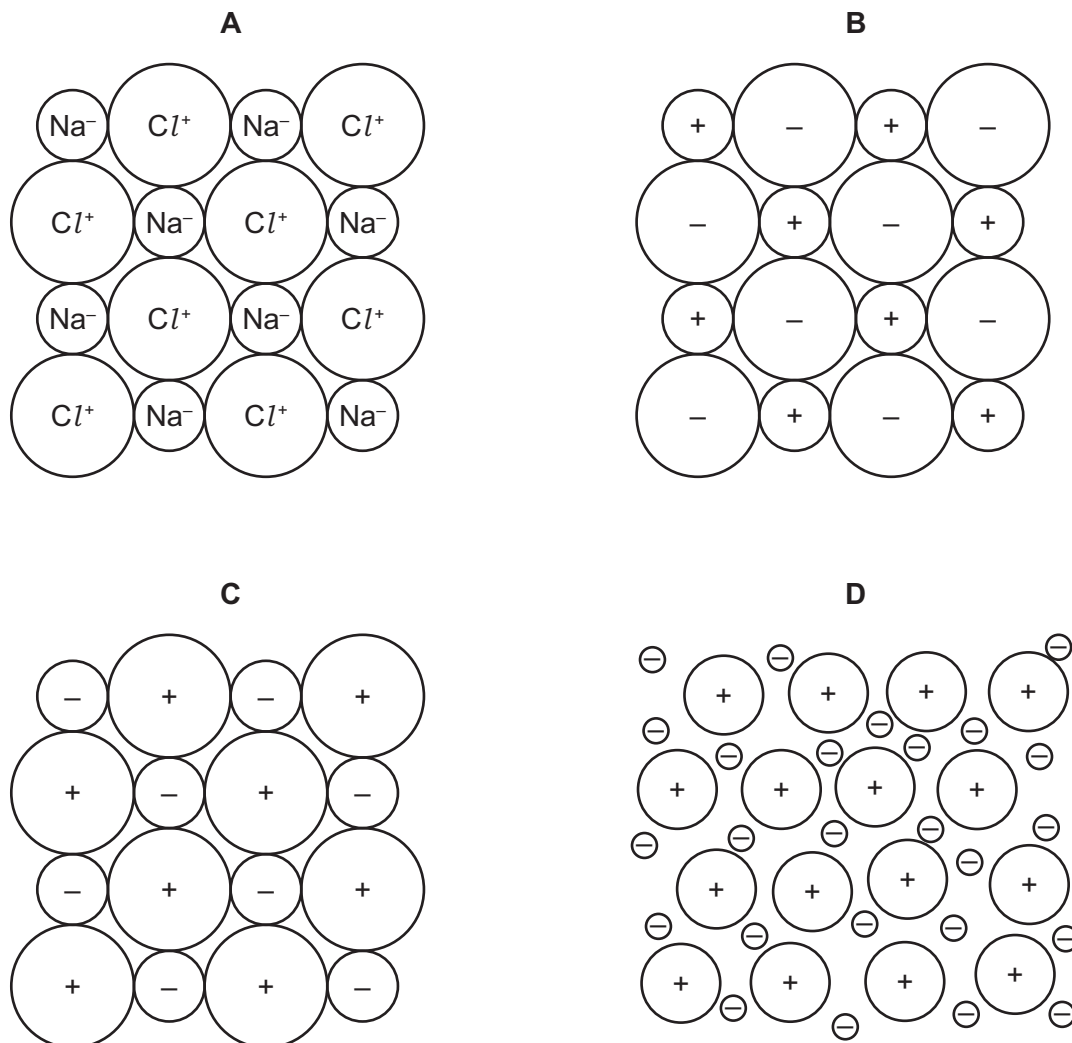 A
Na⁻ Cl⁺ Na⁻ Cl⁺
Cl⁺ Na⁻ Cl⁺ Na⁻
Na⁻ Cl⁺ Na⁻ Cl⁺
Cl⁺ Na⁻ Cl⁺ Na⁻
B
+ – + –
– + – +
+ – + –
– + – +
C
– + – +
+ – + –
– + – +
+ – + –
D
– – –
+ + + +
– – – – – – –
+ + + +
– – – – – –
+ + + +
– – – – –
+ + + +
– – – –